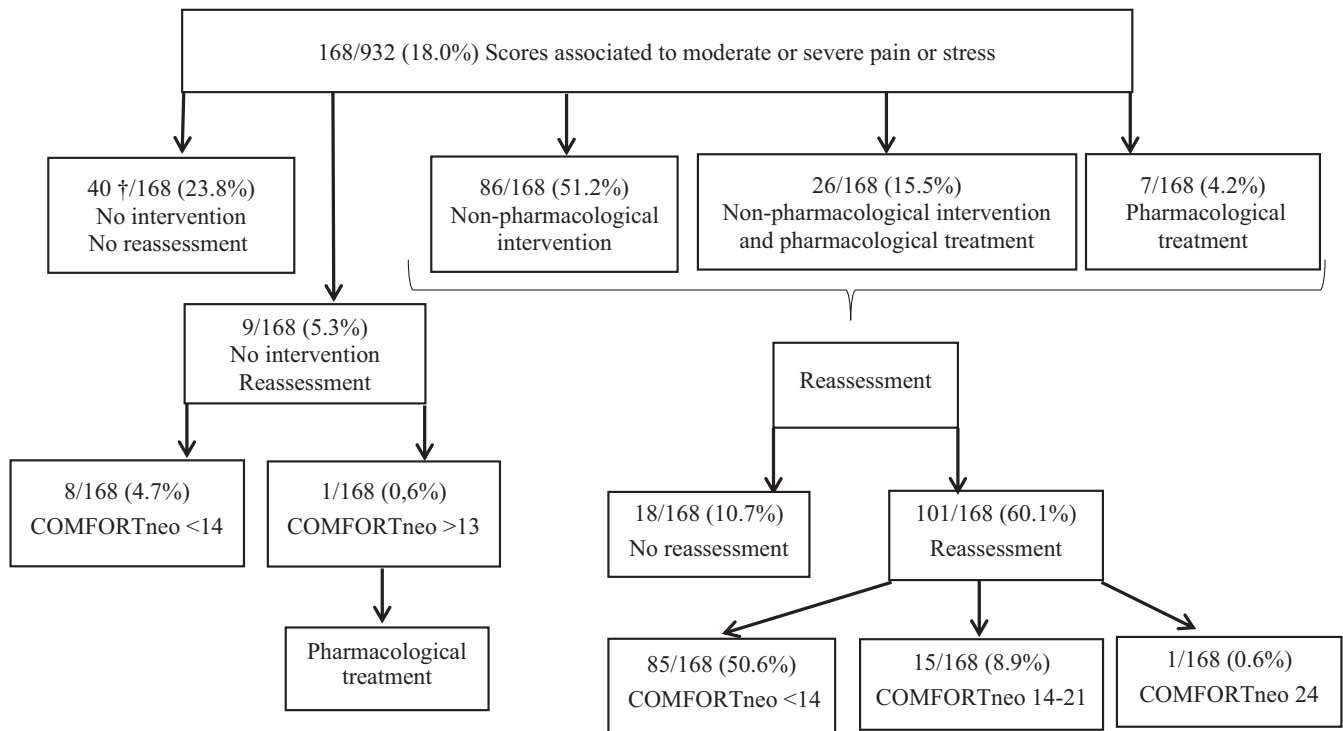 168/932 (18.0%) Scores associated to moderate or severe pain or stress
40 †/168 (23.8%)
No intervention
No reassessment
86/168 (51.2%)
Non-pharmacological
intervention
26/168 (15.5%)
Non-pharmacological intervention
and pharmacological treatment
7/168 (4.2%)
Pharmacological
treatment
9/168 (5.3%)
No intervention
Reassessment
Reassessment
8/168 (4.7%)
COMFORTneo <14
1/168 (0,6%)
COMFORTneo >13
18/168 (10.7%)
No reassessment
101/168 (60.1%)
Reassessment
Pharmacological
treatment
85/168 (50.6%)
COMFORTneo <14
15/168 (8.9%)
COMFORTneo 14-21
1/168 (0.6%)
COMFORTneo 24